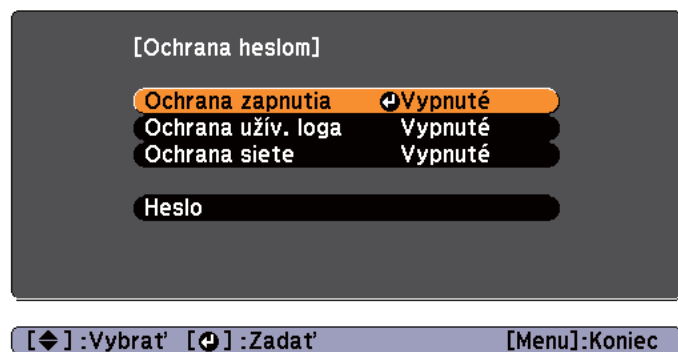 [Ochrana heslom]
Ochrana zapnutia Vypnuté
Ochrana užív. loga Vypnuté
Ochrana siete Vypnuté
Heslo
[◆] :Vybrať [↵] :Zadať [Menu]:Koniec